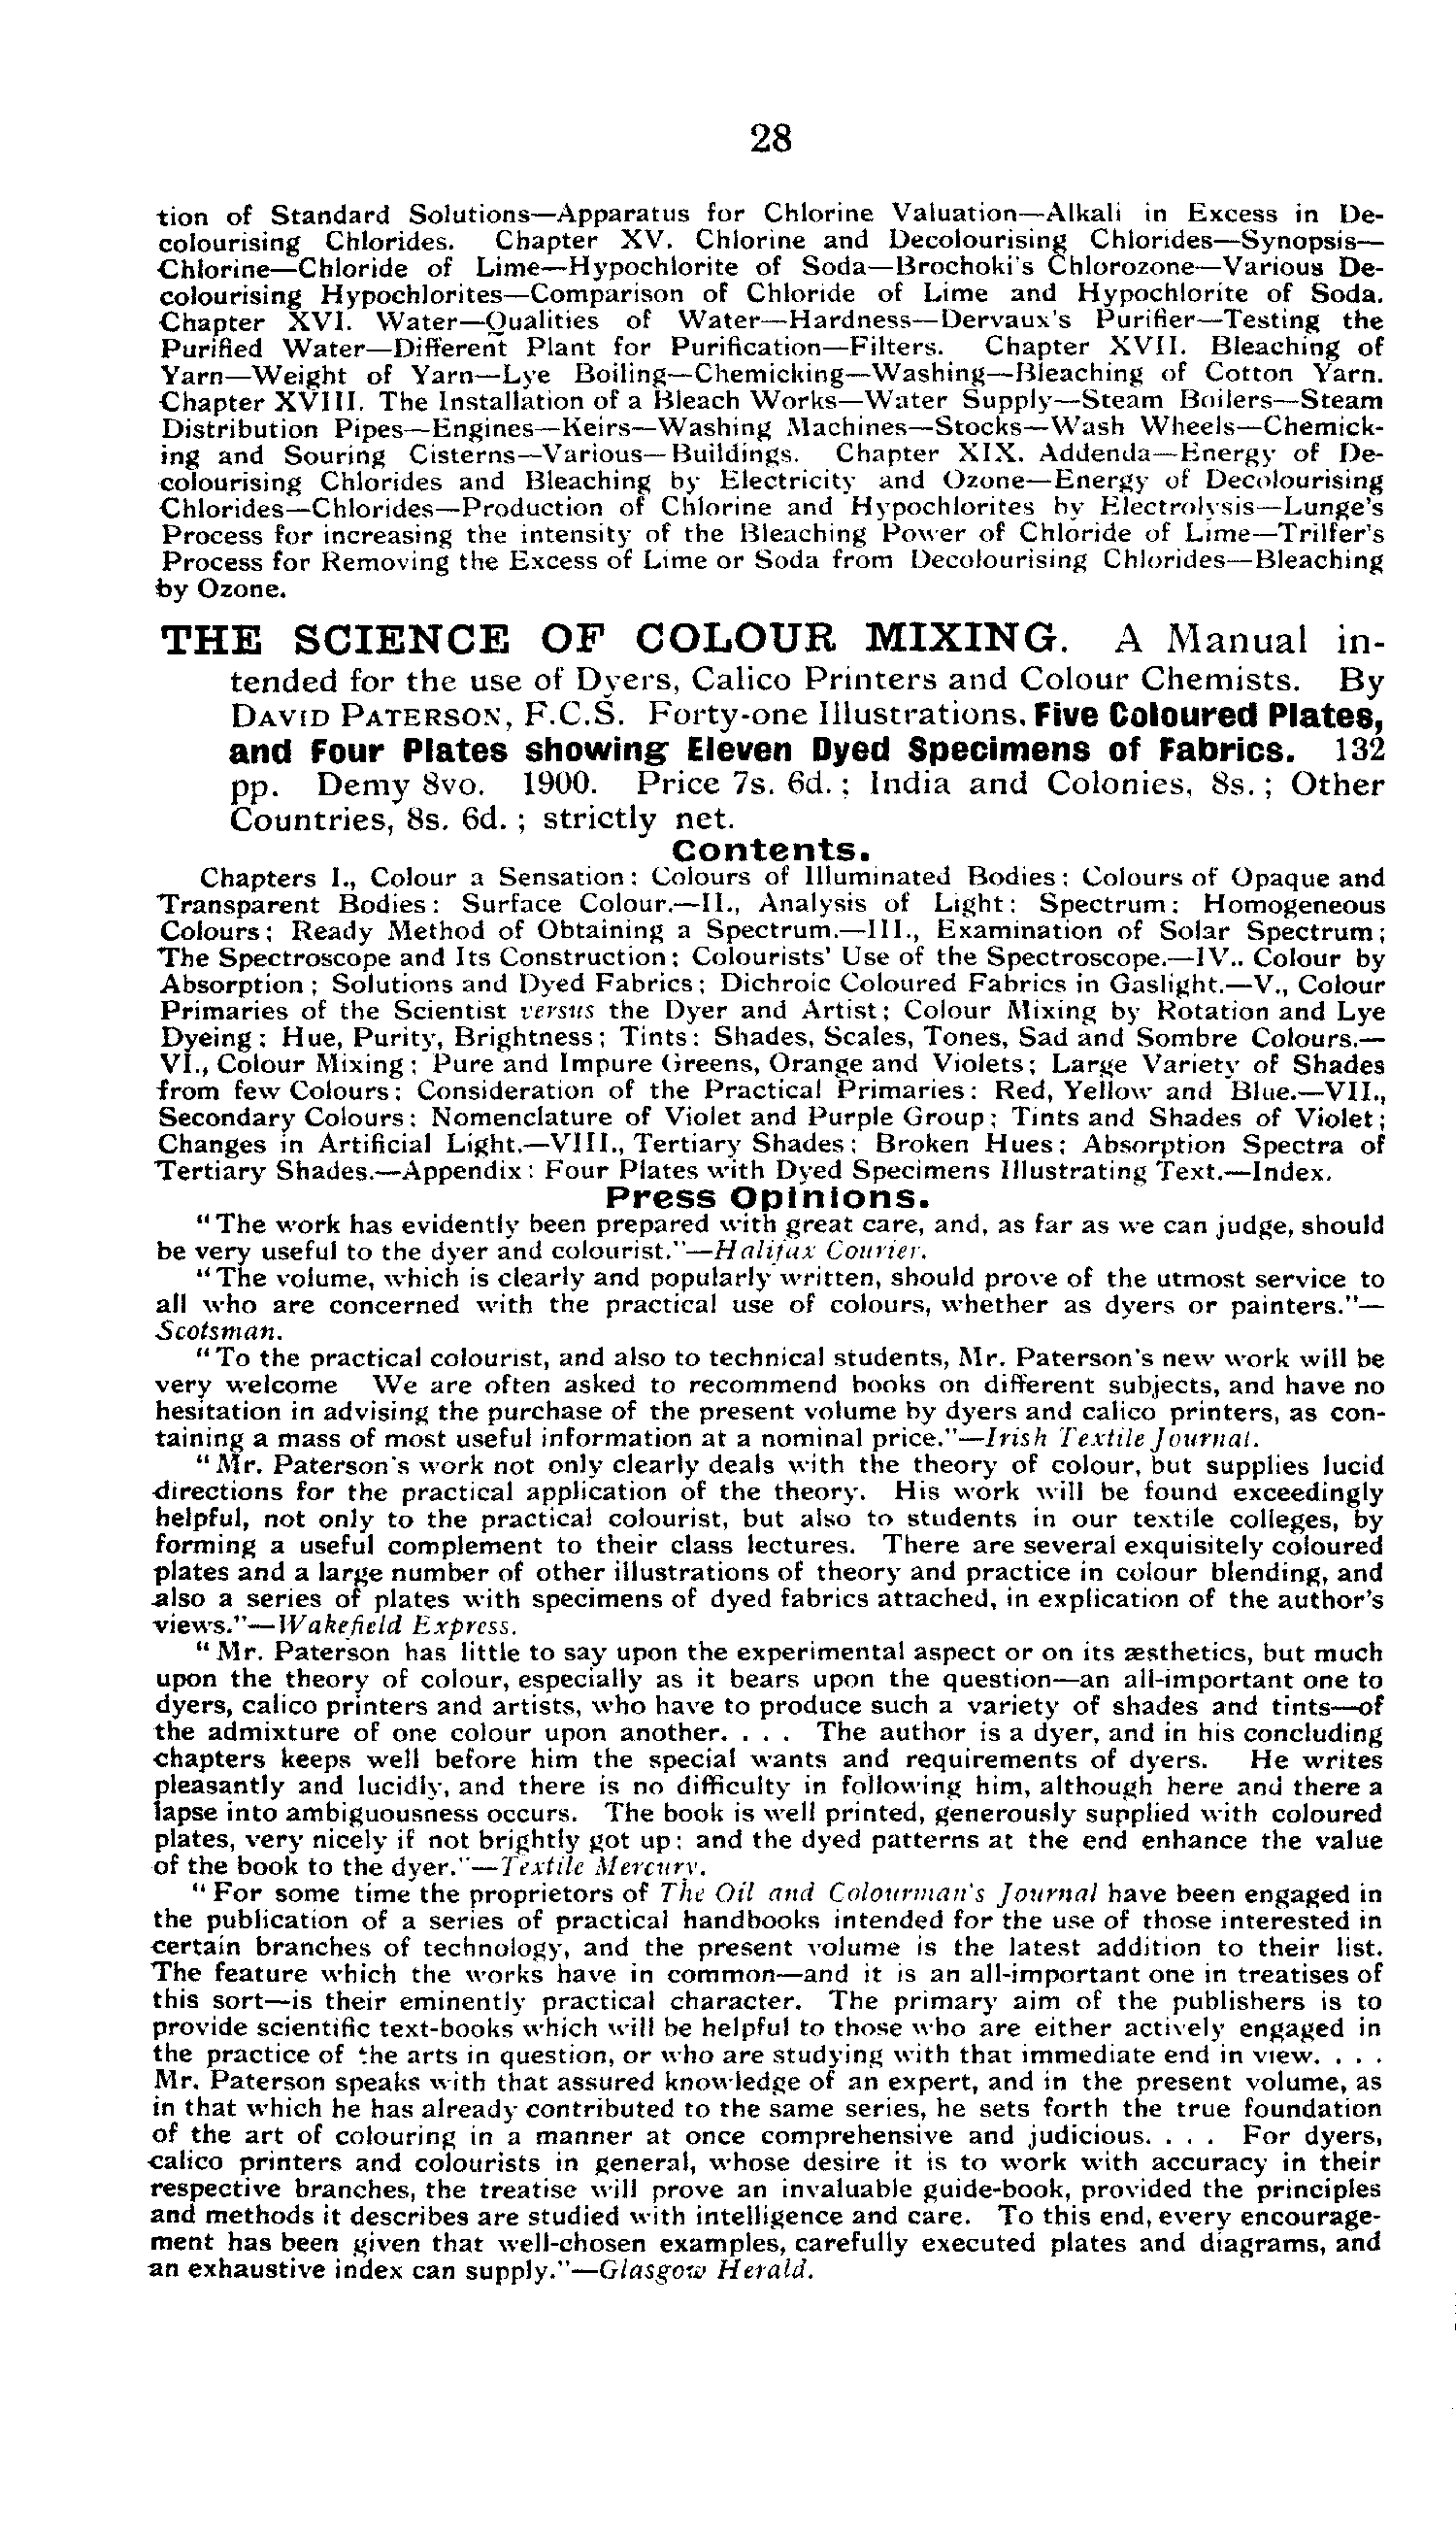 28
tion of Standard Solutions—Apparatus for Chlorine Valuation—Alkali in Excess in De-
colourising Chlorides. Chapter XV. Chlorine and Decolourising Chlorides—Synopsis—
Chlorine—Chloride of Lime—Hypochlorite of Soda—Brochoki's Chlorozone—Various De-
colourising Hypochlorites—Comparison of Chloride of Lime and Hypochlorite of Soda.
Chapter XVI. Water—Qualities of Water—Hardness—Dervaux's Purifier—Testing the
Purified Water—Different Plant for Purification—Filters. Chapter XVII. Bleaching of
Yarn—Weight of Yarn—Lye Boiling—Chemicking—Washing—Bleaching of Cotton Yarn.
Chapter XVIII. The Installation of a Bleach Works—Water Supply—Steam Boilers—Steam
Distribution Pipes—Engines—Keirs—Washing Machines—Stocks—Wash Wheels—Chemick-
ing and Souring Cisterns—Various—Buildings. Chapter XIX. Addenda—Energy of De-
colourising Chlorides and Bleaching by Electricity and Ozone—Energy of Decolourising
Chlorides—Chlorides—Production of Chlorine and Hypochlorites by Electrolysis—Lunge's
Process for increasing the intensity of the Bleaching Power of Chloride of Lime—Trilfer's
Process for Removing the Excess of Lime or Soda from Decolourising Chlorides—Bleaching
by Ozone.
THE SCIENCE OF COLOUR MIXING. A Manual in-
tended for the use of Dyers, Calico Printers and Colour Chemists. By
DAVID PATERSON, F.C.S. Forty-one Illustrations, Five Coloured Plates,
and Four Plates showing Eleven Dyed Specimens of Fabrics. 132
pp. Demy 8vo. 1900. Price 7s. 6d.; India and Colonies, 8s.; Other
Countries, 8s. 6d.; strictly net.
Contents.
Chapters I., Colour a Sensation; Colours of Illuminated Bodies; Colours of Opaque and
Transparent Bodies; Surface Colour.—II., Analysis of Light; Spectrum; Homogeneous
Colours; Ready Method of Obtaining a Spectrum.—III., Examination of Solar Spectrum;
The Spectroscope and Its Construction; Colourists' Use of the Spectroscope.—IV., Colour by
Absorption; Solutions and Dyed Fabrics; Dichroic Coloured Fabrics in Gaslight.—V., Colour
Primaries of the Scientist versus the Dyer and Artist; Colour Mixing by Rotation and Lye
Dyeing; Hue, Purity, Brightness; Tints; Shades, Scales, Tones, Sad and Sombre Colours.—
VI., Colour Mixing; Pure and Impure Greens, Orange and Violets; Large Variety of Shades
from few Colours; Consideration of the Practical Primaries: Red, Yellow and Blue.—VII.,
Secondary Colours; Nomenclature of Violet and Purple Group; Tints and Shades of Violet;
Changes in Artificial Light.—VIII., Tertiary Shades; Broken Hues; Absorption Spectra of
Tertiary Shades.—Appendix: Four Plates with Dyed Specimens Illustrating Text.—Index.
Press Opinions.
"The work has evidently been prepared with great care, and, as far as we can judge, should
be very useful to the dyer and colourist."—Halifax Courier.
"The volume, which is clearly and popularly written, should prove of the utmost service to
all who are concerned with the practical use of colours, whether as dyers or painters."—
Scotsman.
"To the practical colourist, and also to technical students, Mr. Paterson's new work will be
very welcome We are often asked to recommend books on different subjects, and have no
hesitation in advising the purchase of the present volume by dyers and calico printers, as con-
taining a mass of most useful information at a nominal price."—Irish Textile Journal.
"Mr. Paterson's work not only clearly deals with the theory of colour, but supplies lucid
directions for the practical application of the theory. His work will be found exceedingly
helpful, not only to the practical colourist, but also to students in our textile colleges, by
forming a useful complement to their class lectures. There are several exquisitely coloured
plates and a large number of other illustrations of theory and practice in colour blending, and
also a series of plates with specimens of dyed fabrics attached, in explication of the author's
views."—Wakefield Express.
"Mr. Paterson has little to say upon the experimental aspect or on its æsthetics, but much
upon the theory of colour, especially as it bears upon the question—an all-important one to
dyers, calico printers and artists, who have to produce such a variety of shades and tints—of
the admixture of one colour upon another. . . . The author is a dyer, and in his concluding
chapters keeps well before him the special wants and requirements of dyers. He writes
pleasantly and lucidly, and there is no difficulty in following him, although here and there a
lapse into ambiguousness occurs. The book is well printed, generously supplied with coloured
plates, very nicely if not brightly got up; and the dyed patterns at the end enhance the value
of the book to the dyer."—Textile Mercury.
"For some time the proprietors of The Oil and Colourman's Journal have been engaged in
the publication of a series of practical handbooks intended for the use of those interested in
certain branches of technology, and the present volume is the latest addition to their list.
The feature which the works have in common—and it is an all-important one in treatises of
this sort—is their eminently practical character. The primary aim of the publishers is to
provide scientific text-books which will be helpful to those who are either actively engaged in
the practice of the arts in question, or who are studying with that immediate end in view. . . .
Mr. Paterson speaks with that assured knowledge of an expert, and in the present volume, as
in that which he has already contributed to the same series, he sets forth the true foundation
of the art of colouring in a manner at once comprehensive and judicious. . . . For dyers,
calico printers and colourists in general, whose desire it is to work with accuracy in their
respective branches, the treatise will prove an invaluable guide-book, provided the principles
and methods it describes are studied with intelligence and care. To this end, every encourage-
ment has been given that well-chosen examples, carefully executed plates and diagrams, and
an exhaustive index can supply."—Glasgow Herald.